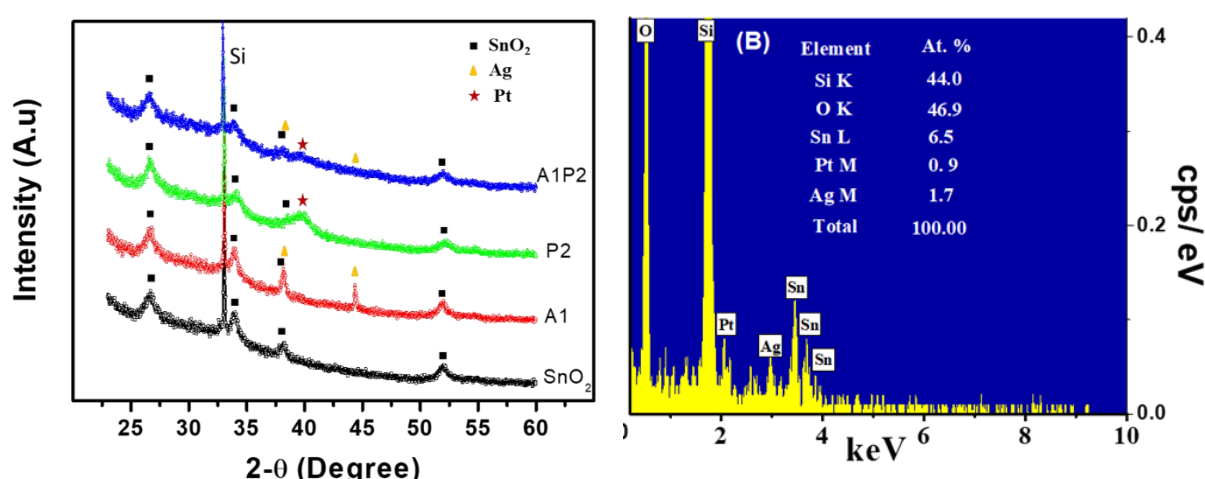 Intensity (A.u)
Si
■ SnO₂
▲ Ag
★ Pt
A1P2
P2
A1
SnO₂
25 30 35 40 45 50 55 60
2-θ (Degree)
(B)
O
Si
Element At. %
Si K 44.0
O K 46.9
Sn L 6.5
Pt M 0. 9
Ag M 1.7
Total 100.00
Pt
Ag
Sn
Sn
Sn
0.4
0.2
0.0
cps/ eV
0 2 4 6 8 10
keV